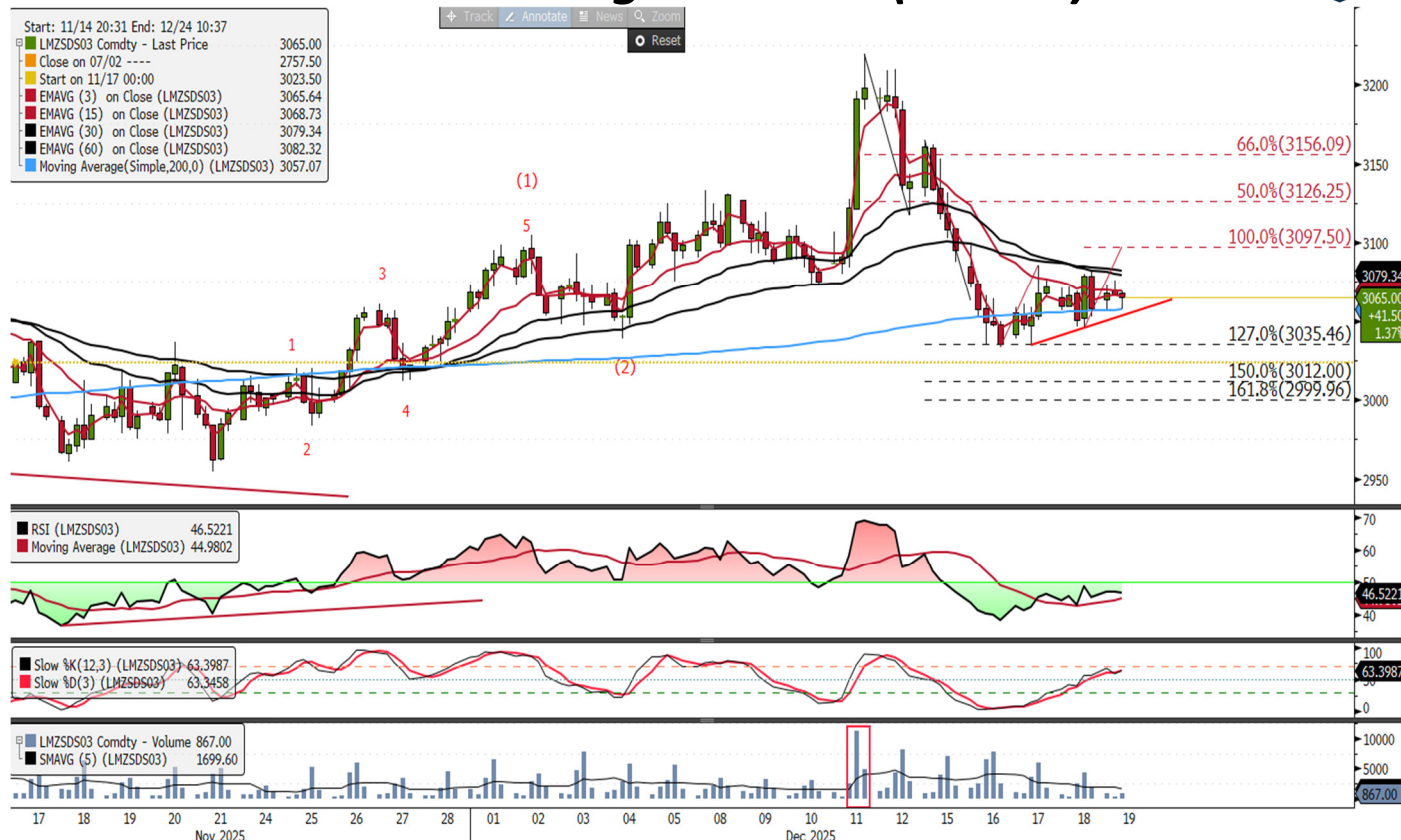 Track Annotate News Zoom
Reset
Start: 11/14 20:31 End: 12/24 10:37
LMZSDS03 Comdty - Last Price 3065.00
Close on 07/02 ---- 2757.50
Start on 11/17 00:00 3023.50
EMAVG (3) on Close (LMZSDS03) 3065.64
EMAVG (15) on Close (LMZSDS03) 3068.73
EMAVG (30) on Close (LMZSDS03) 3079.34
EMAVG (60) on Close (LMZSDS03) 3082.32
Moving Average(Simple,200,0) (LMZSDS03) 3057.07
3200
66.0%(3156.09)
3150
(1)
50.0%(3126.25)
5
100.0%(3097.50)
3100
3
3079.34
3065.00
+41.50
1.37%
1
127.0%(3035.46)
(2)
150.0%(3012.00)
161.8%(2999.96)
3000
4
2
2950
RSI (LMZSDS03) 46.5221
Moving Average (LMZSDS03) 44.9802
70
60
50
46.5221
40
Slow %K(12,3) (LMZSDS03) 63.3987
Slow %D(3) (LMZSDS03) 63.3458
100
63.3987
50
0
LMZSDS03 Comdty - Volume 867.00
SMAVG (5) (LMZSDS03) 1699.60
10000
5000
867.00
17 18 19 20 21 24 25 26 27 28 01 02 03 04 05 08 09 10 11 12 15 16 17 18 19
Nov 2025 Dec 2025